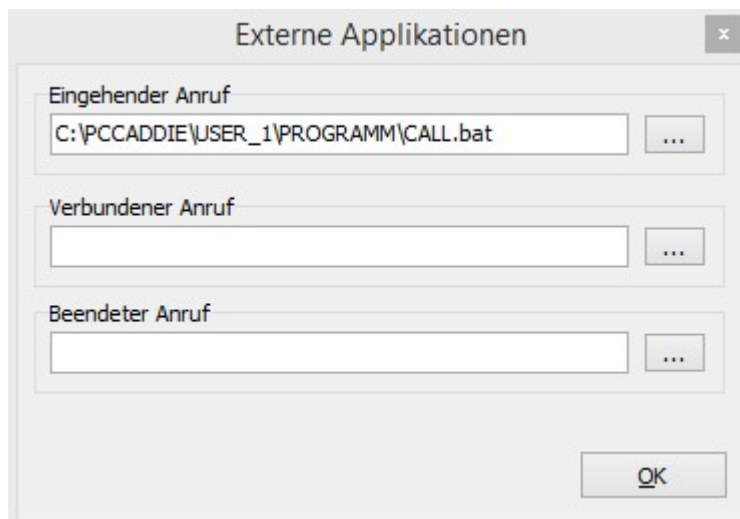 Externe Applikationen
x
Eingehender Anruf
C:\PCCADDIE\USER_1\PROGRAMM\CALL.bat
...
Verbundener Anruf
...
Beendeter Anruf
...
OK